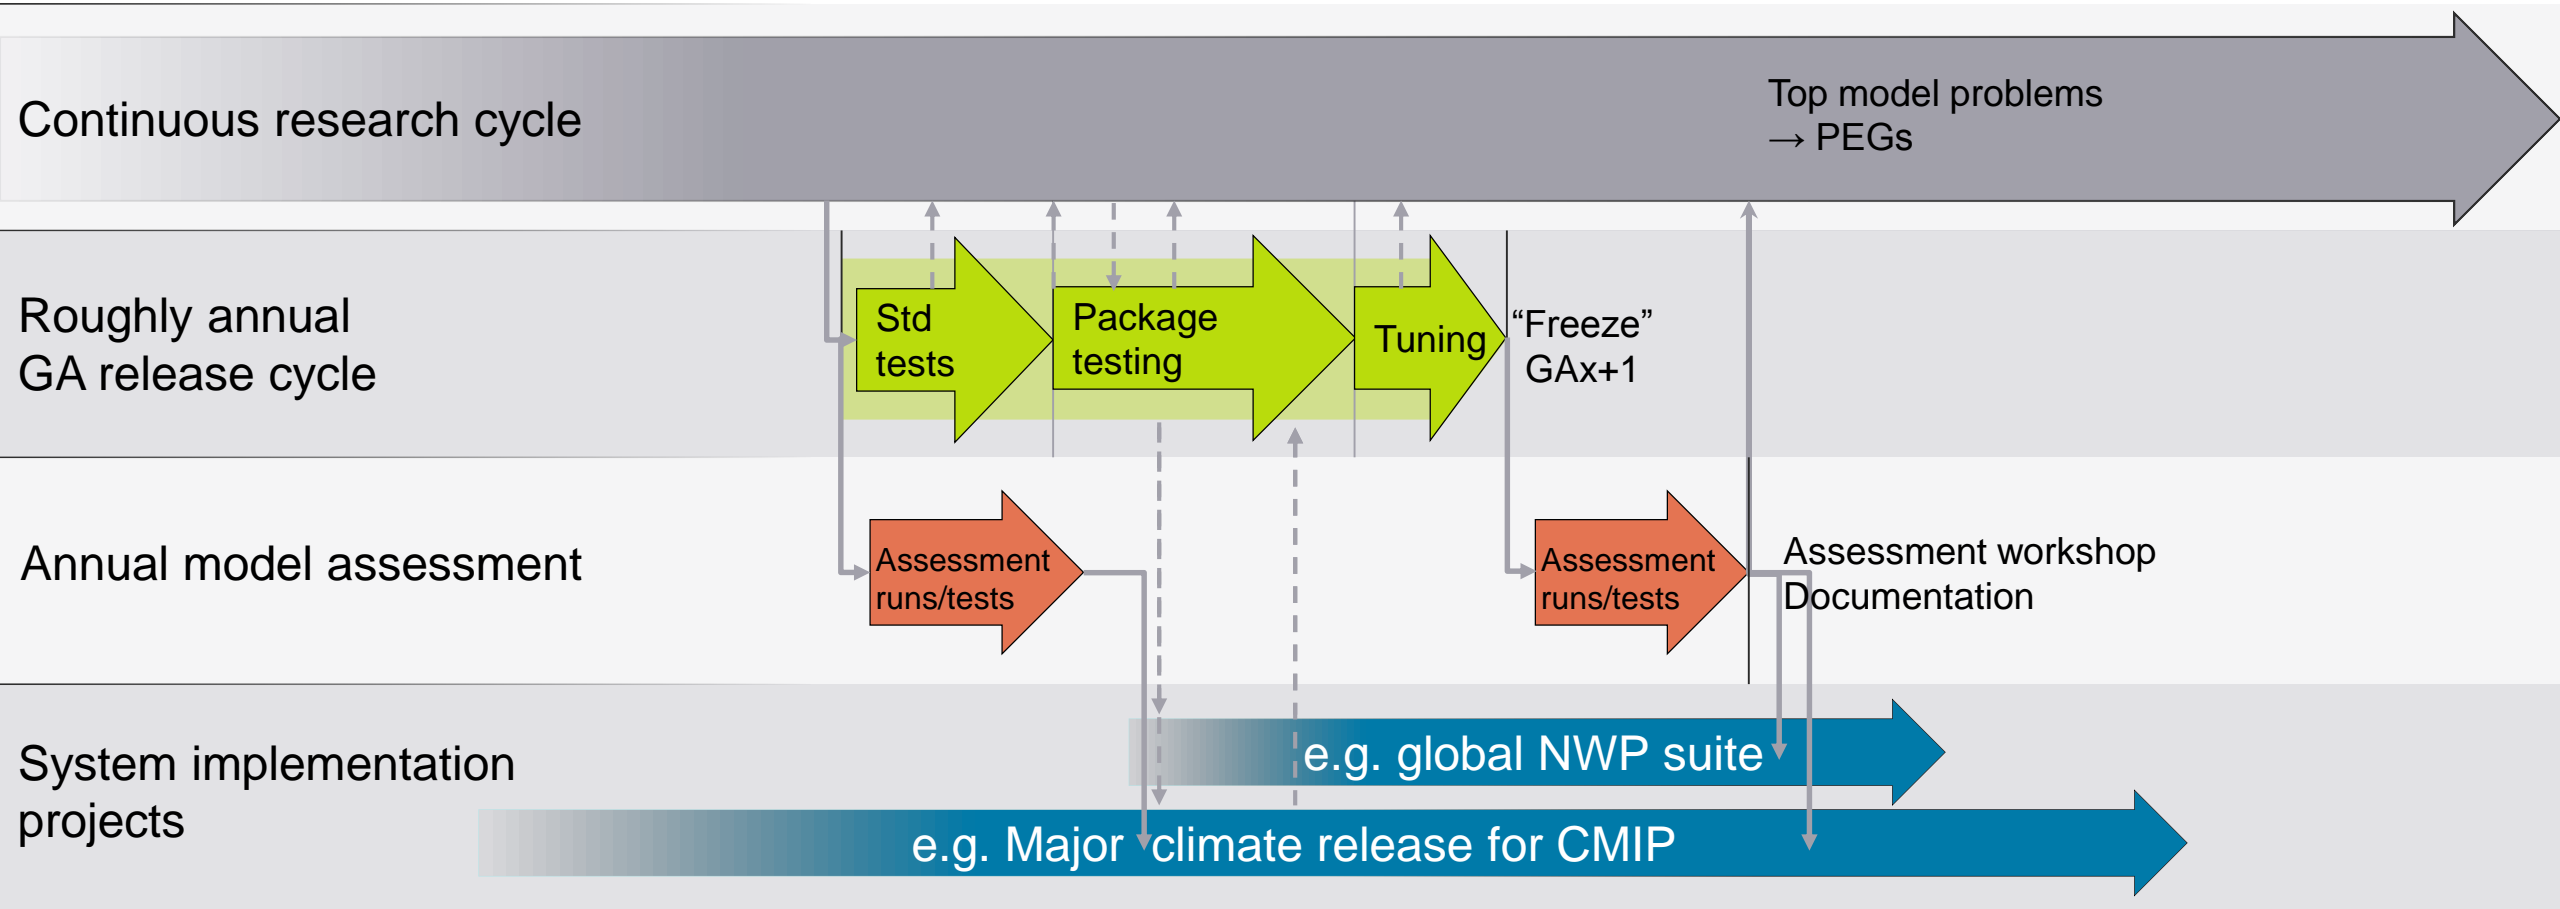 Continuous research cycle
Top model problems
→ PEGs
Roughly annual
GA release cycle
Std
tests
Package
testing
Tuning
“Freeze”
GAx+1
Annual model assessment
Assessment
runs/tests
Assessment
runs/tests
Assessment workshop
Documentation
System implementation
projects
e.g. global NWP suite
e.g. Major climate release for CMIP